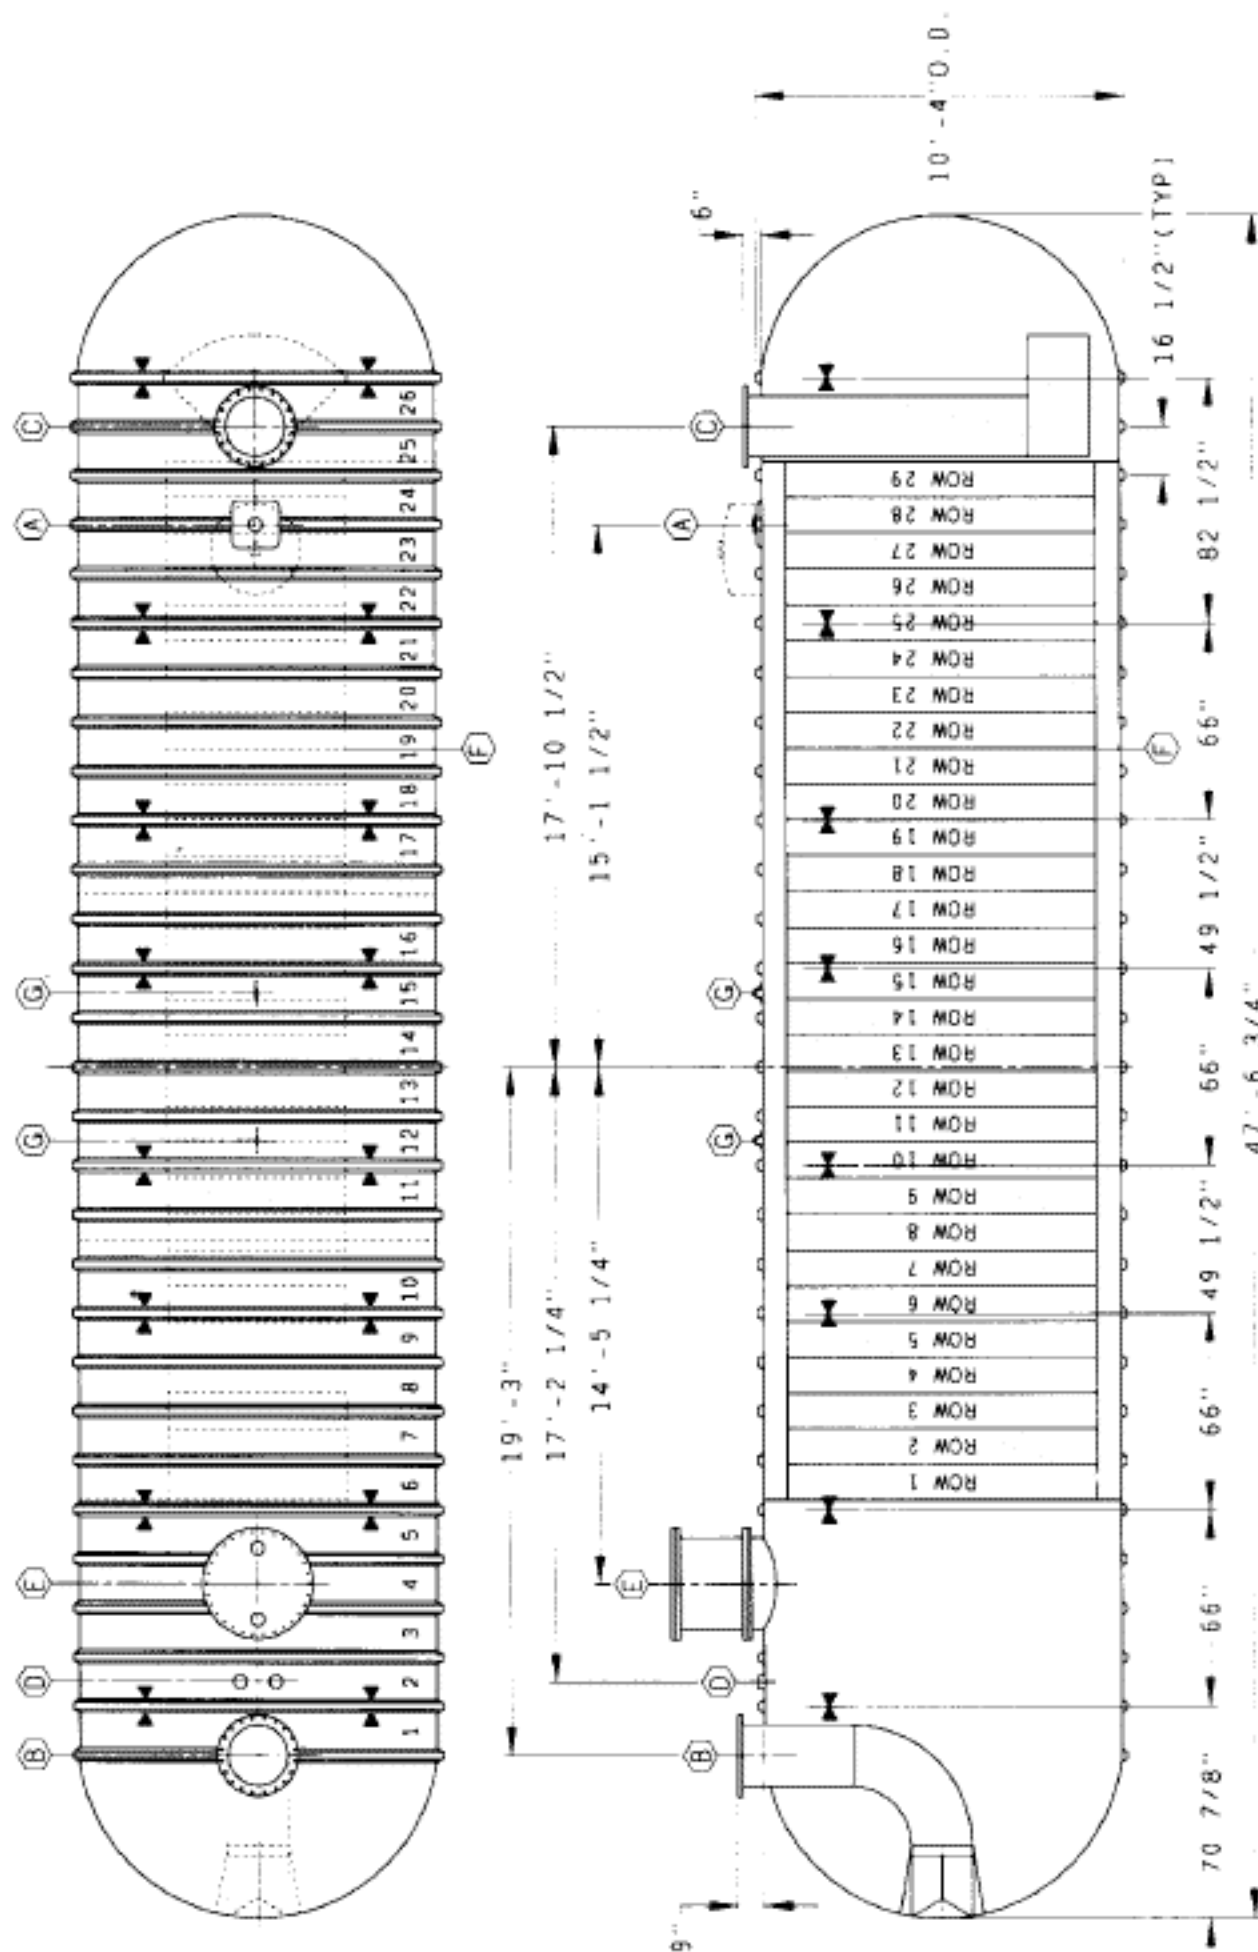 10'-4"O.D.
6"
16 1/2"(TYP)
C
C
26
25
A
A
24
23
22
21
20
19
18
17
16
15
14
13
12
11
10
9
8
7
6
5
4
3
2
1
F
F
G
G
G
G
E
E
D
D
B
B
17'-10 1/2"
15'-1 1/2"
19'-3"
17'-2 1/4"
14'-5 1/4"
ROW 29
ROW 28
ROW 27
ROW 26
ROW 25
ROW 24
ROW 23
ROW 22
ROW 21
ROW 20
ROW 19
ROW 18
ROW 17
ROW 16
ROW 15
ROW 14
ROW 13
ROW 12
ROW 11
ROW 10
ROW 9
ROW 8
ROW 7
ROW 6
ROW 5
ROW 4
ROW 3
ROW 2
ROW 1
82 1/2"
66"
49 1/2"
66"
49 1/2"
66"
66"
70 7/8"
47'-6 3/4"
9"